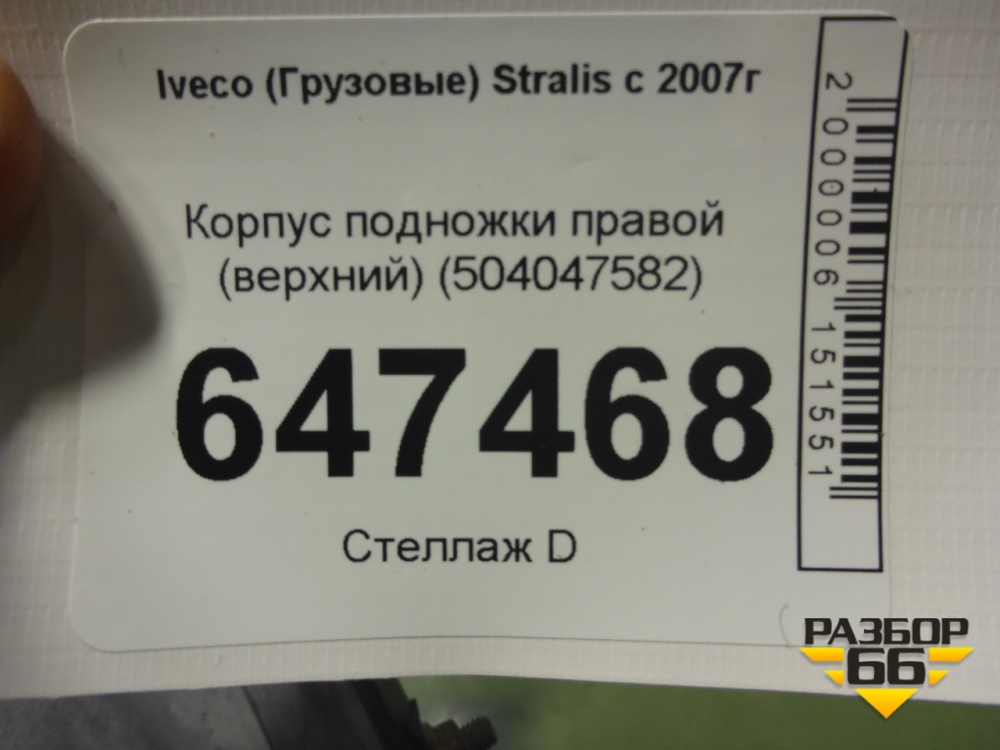 Iveco (Грузовые) Stralis с 2007г
Корпус подножки правой
(верхний) (504047582)
647468
Стеллаж D
2000006151551
РАЗБОР
66